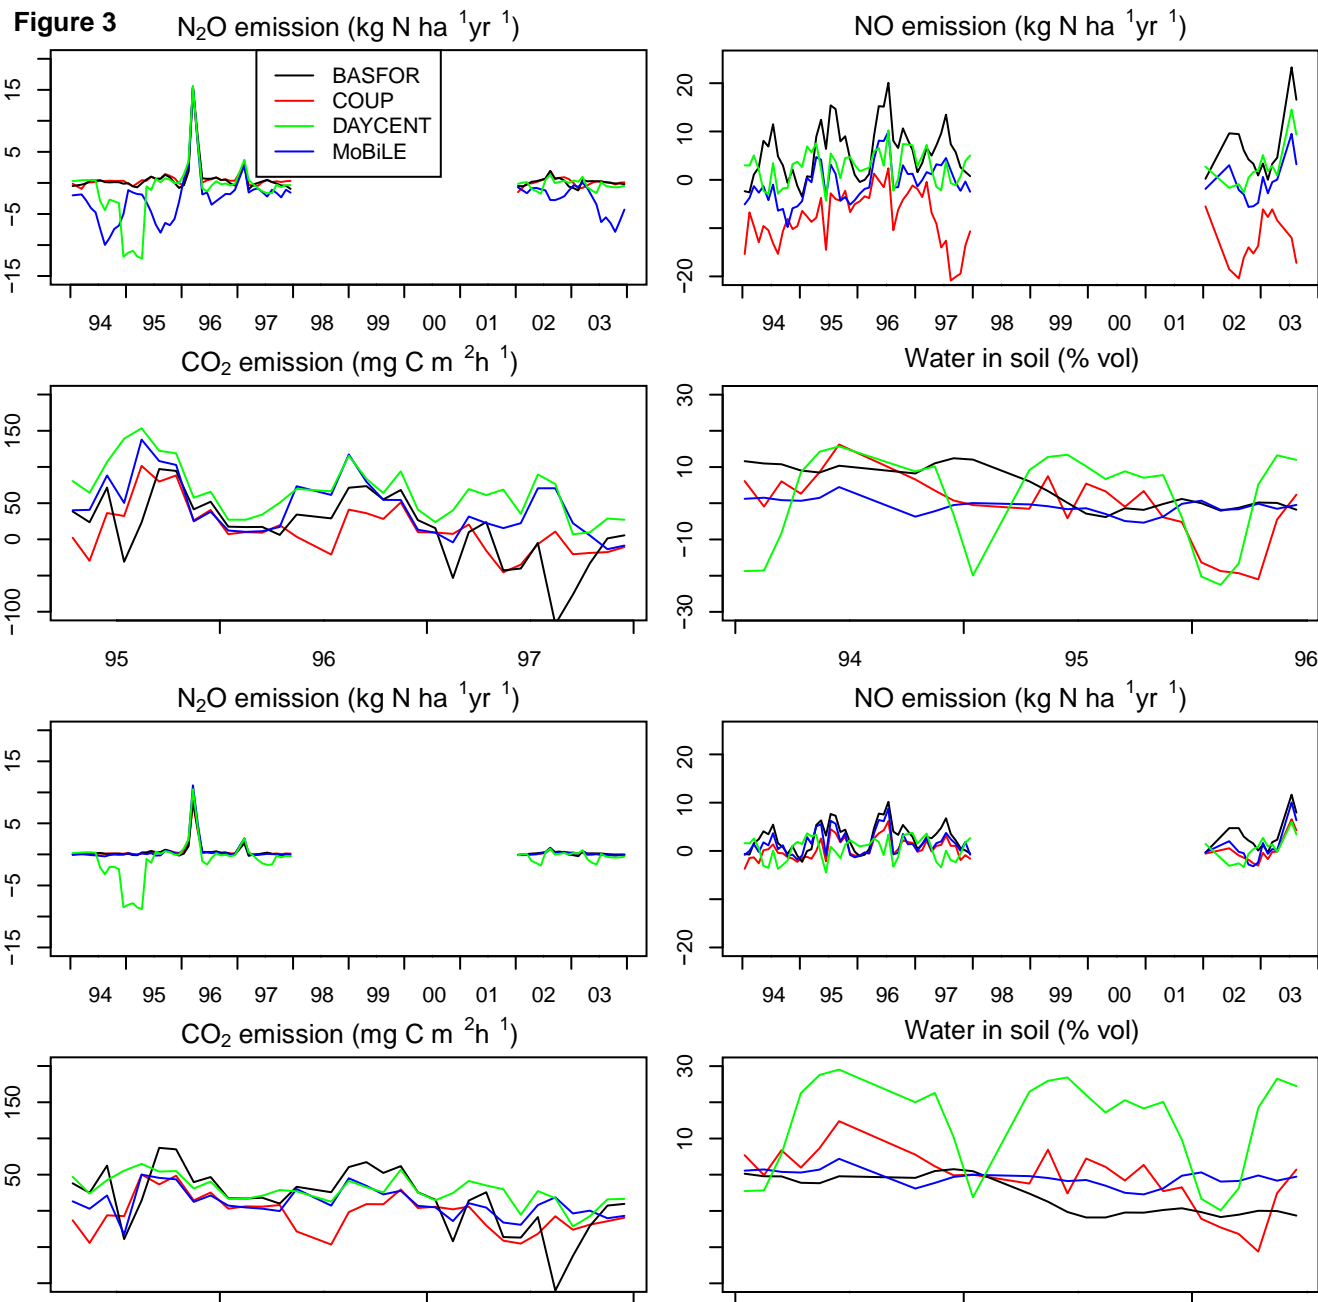 Figure 3
N₂O emission (kg N ha ¹yr ¹)
15
5
−5
−15
BASFOR
COUP
DAYCENT
MoBiLE
94 95 96 97 98 99 00 01 02 03
NO emission (kg N ha ¹yr ¹)
20
10
0
−20
94 95 96 97 98 99 00 01 02 03
CO₂ emission (mg C m ²h ¹)
150
50
0
−100
95 96 97
Water in soil (% vol)
30
10
−10
−30
94 95 96
N₂O emission (kg N ha ¹yr ¹)
15
5
−5
−15
94 95 96 97 98 99 00 01 02 03
NO emission (kg N ha ¹yr ¹)
20
10
0
−20
94 95 96 97 98 99 00 01 02 03
CO₂ emission (mg C m ²h ¹)
150
50
Water in soil (% vol)
30
10